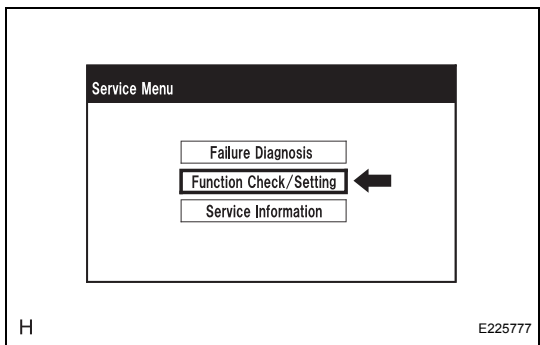 Service Menu
Failure Diagnosis
Function Check/Setting
Service Information
H
E225777